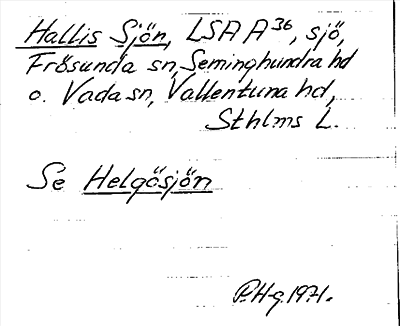 Hallis Sjön, LSA A36, sjö,
Frösunda sn, Seminghundra hd
o. Vada sn, Vallentuna hd,
Sthlms L.
Se Helgösjön
P.H-g. 1971.